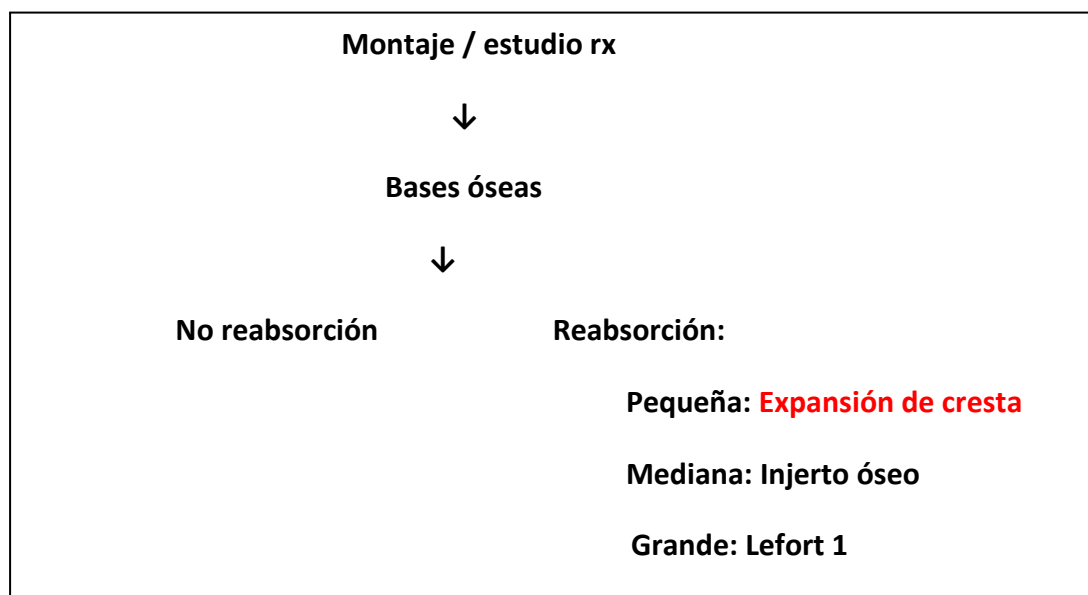 Montaje / estudio rx
↓
Bases óseas
↓
No reabsorción Reabsorción:
Pequeña: Expansión de cresta
Mediana: Injerto óseo
Grande: Lefort 1